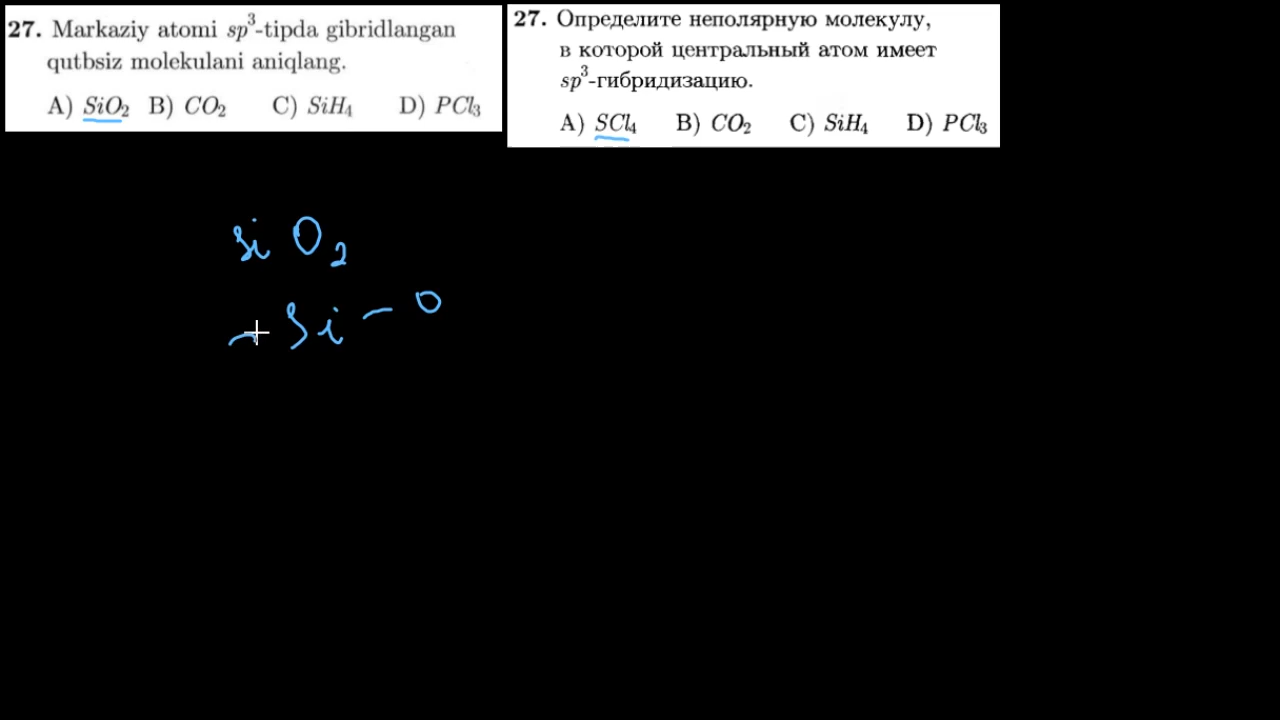 27. Markaziy atomi sp³-tipda gibridlangan
qutbsiz molekulani aniqlang.
A) SiO₂ B) CO₂ C) SiH₄ D) PCl₃
27. Определите неполярную молекулу,
в которой центральный атом имеет
sp³-гибридизацию.
A) SCl₄ B) CO₂ C) SiH₄ D) PCl₃
Si O₂
- Si - O